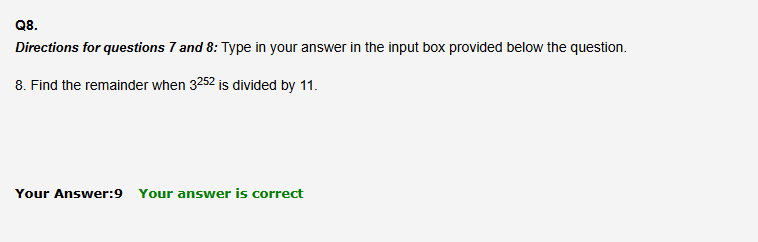 Q8.
Directions for questions 7 and 8: Type in your answer in the input box provided below the question.
8. Find the remainder when 3²⁵² is divided by 11.
Your Answer:9 Your answer is correct